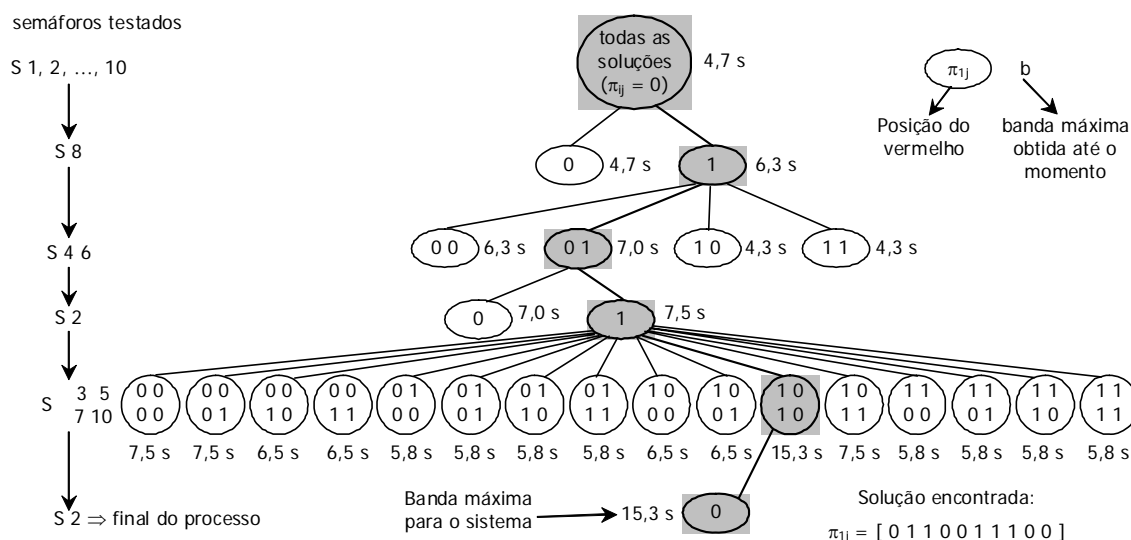 semáforos testados
S 1, 2, ..., 10
todas as
soluções
(πij = 0)
4,7 s
π1j
b
Posição do
vermelho
banda máxima
obtida até o
momento
S 8
0
4,7 s
1
6,3 s
S 4 6
0 0
6,3 s
0 1
7,0 s
1 0
4,3 s
1 1
4,3 s
S 2
0
7,0 s
1
7,5 s
S
3 5
7 10
0 0
0 0
0 0
0 1
0 0
1 0
0 0
1 1
0 1
0 0
0 1
0 1
0 1
1 0
0 1
1 1
1 0
0 0
1 0
0 1
1 0
1 0
1 0
1 1
1 1
0 0
1 1
0 1
1 1
1 0
1 1
1 1
7,5 s 7,5 s 6,5 s 6,5 s 5,8 s 5,8 s 5,8 s 5,8 s 6,5 s 6,5 s 15,3 s 7,5 s 5,8 s 5,8 s 5,8 s 5,8 s
S 2 ⇒ final do processo
Banda máxima
para o sistema
15,3 s
0
Solução encontrada:
π1j = [ 0 1 1 0 0 1 1 1 0 0 ]